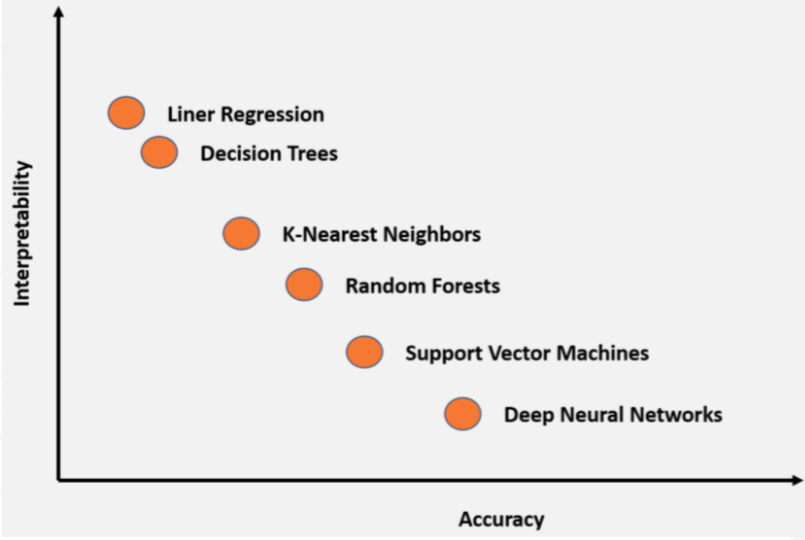 Liner Regression
Decision Trees
K-Nearest Neighbors
Random Forests
Support Vector Machines
Deep Neural Networks
Interpretability
Accuracy